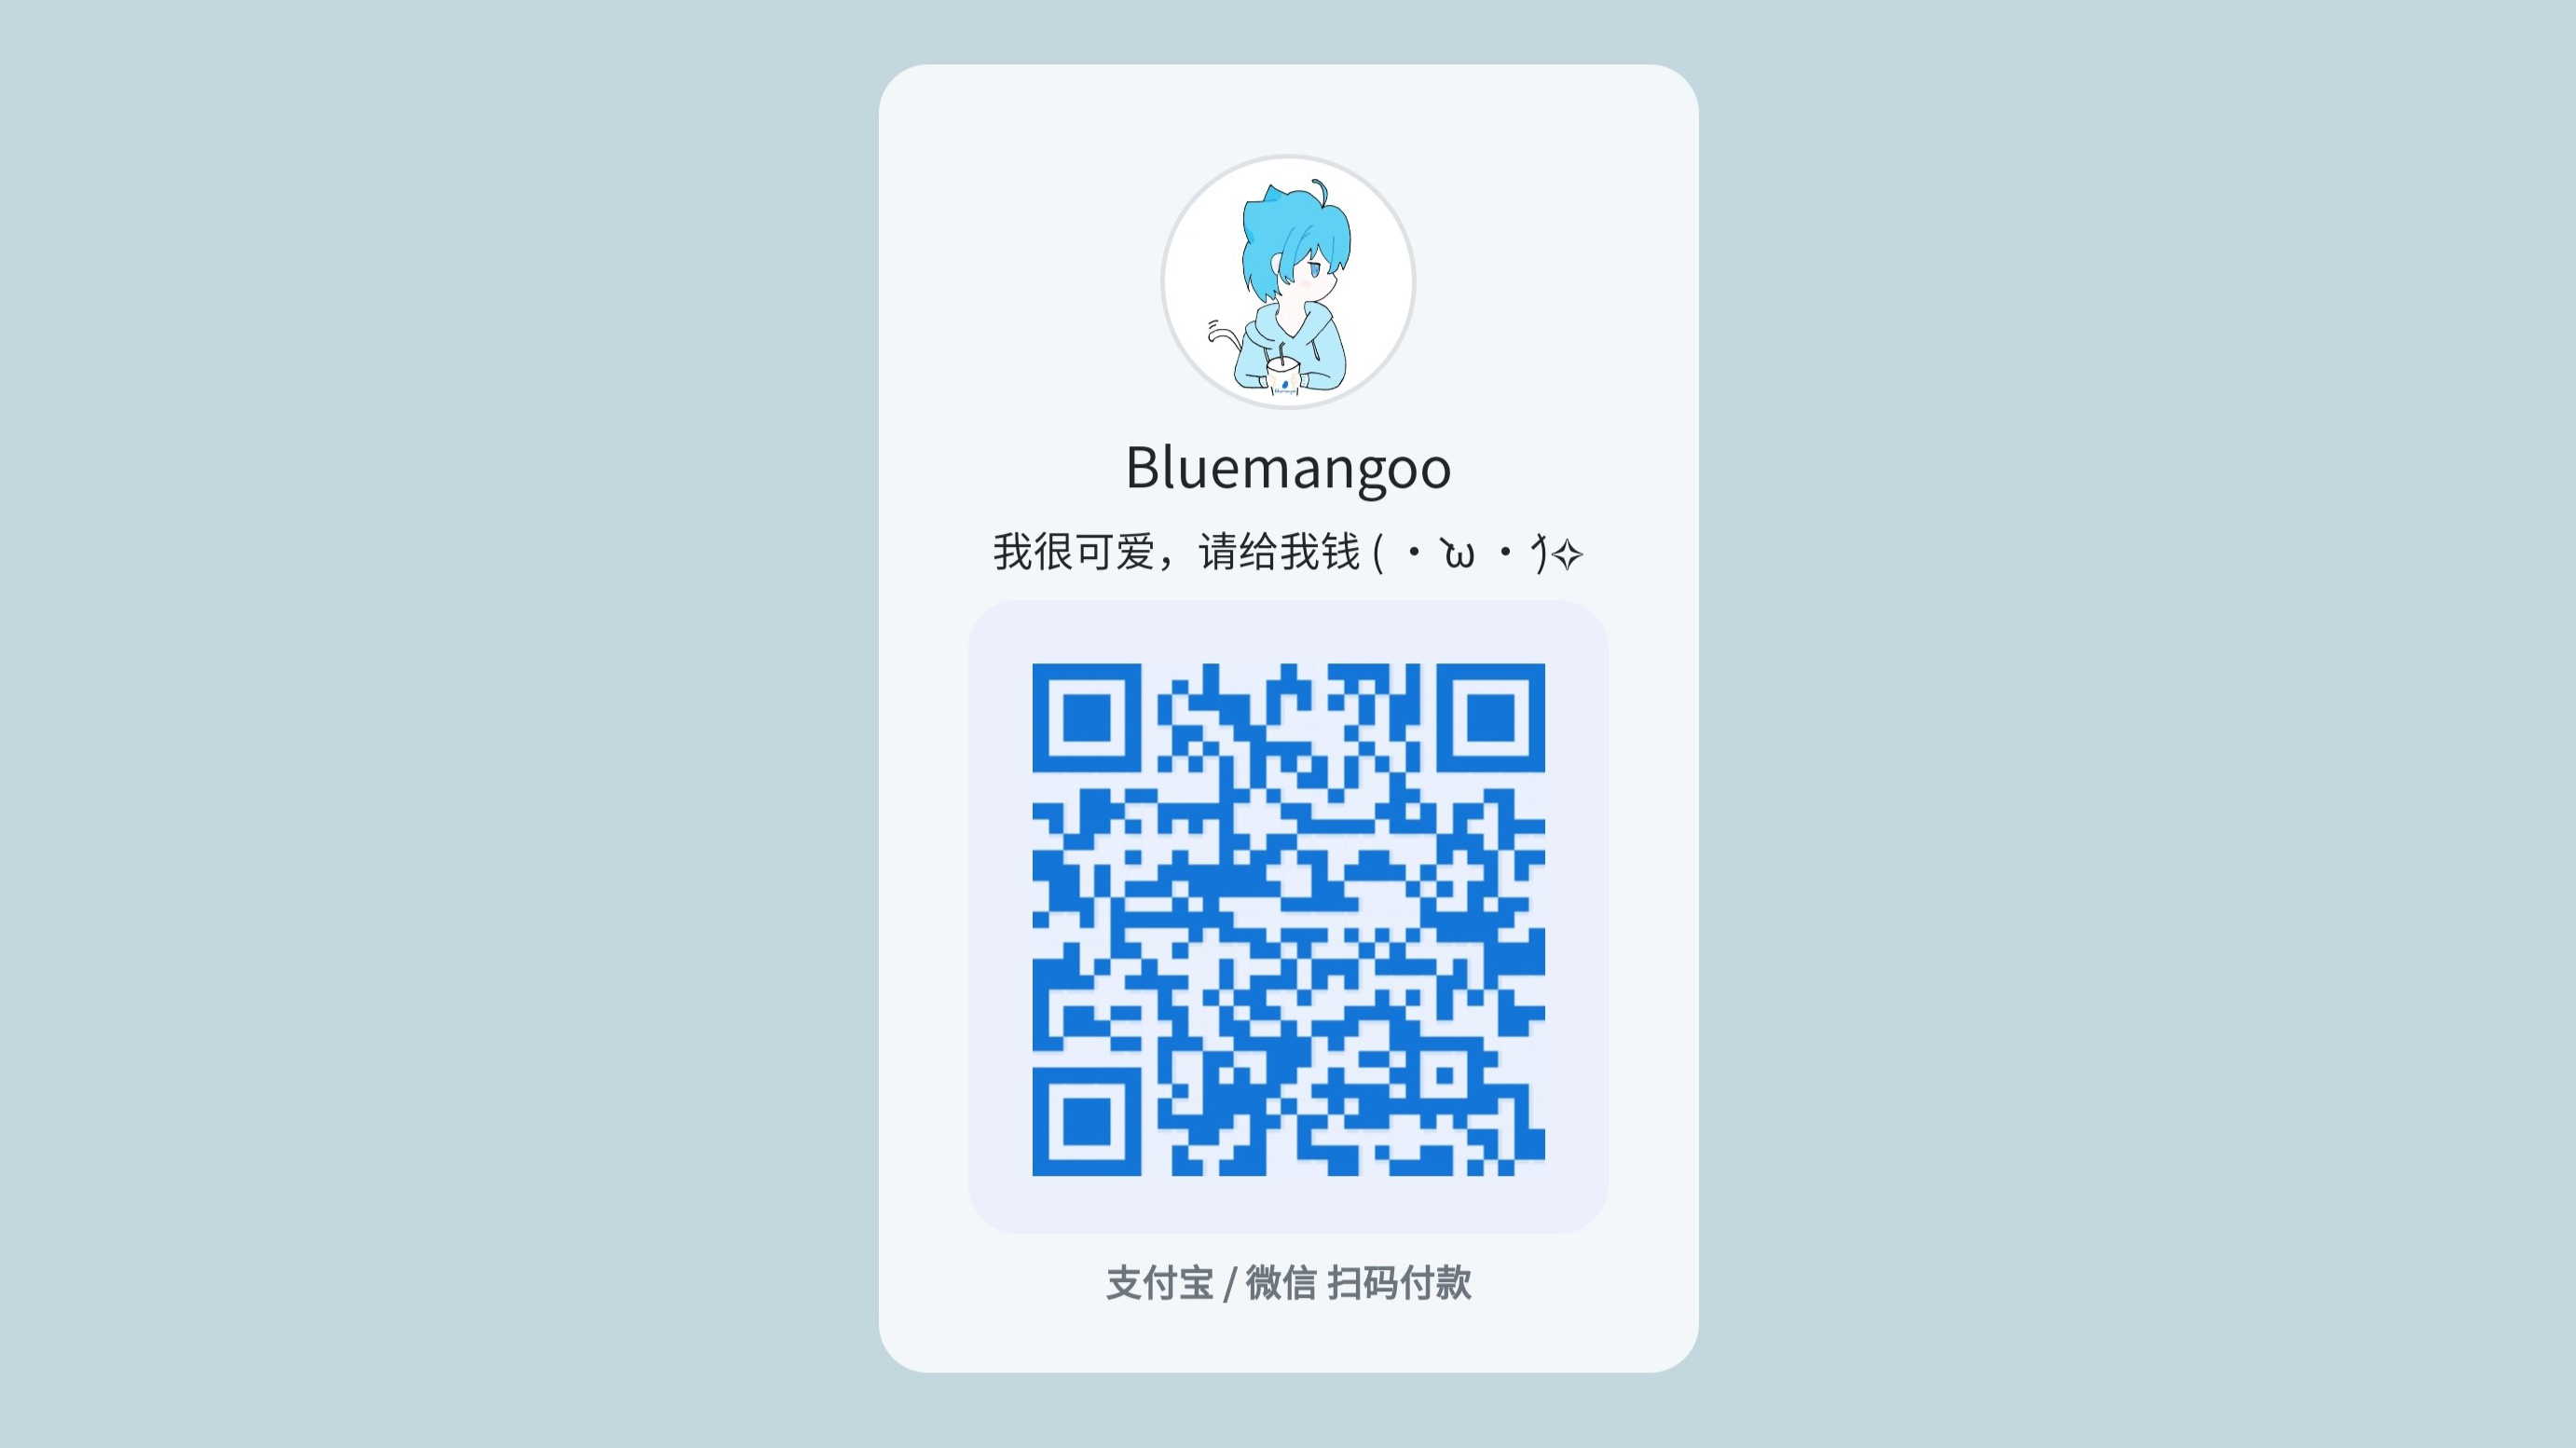 Bluemangoo
我很可爱，请给我钱 ( ・ `ω ・ ´)✧
支付宝 / 微信 扫码付款